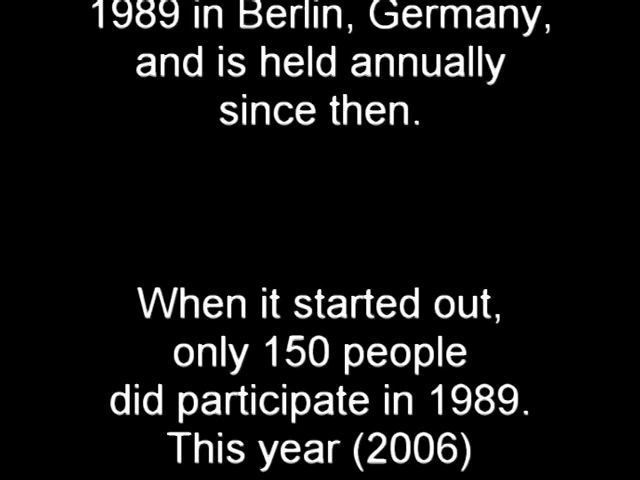 1989 in Berlin, Germany,
and is held annually
since then.
When it started out,
only 150 people
did participate in 1989.
This year (2006)